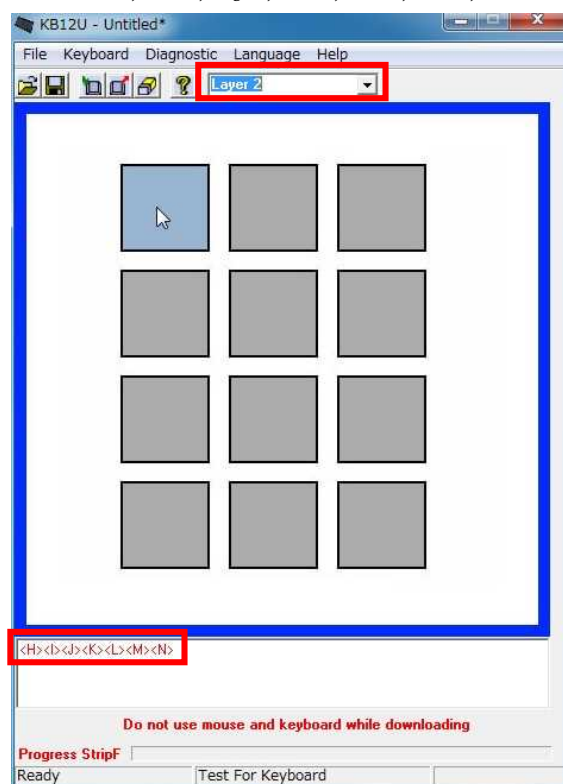 KB12U - Untitled*
File Keyboard Diagnostic Language Help
Layer 2
<H><I><J><K><L><M><N>
Do not use mouse and keyboard while downloading
Progress StripF
Ready Test For Keyboard